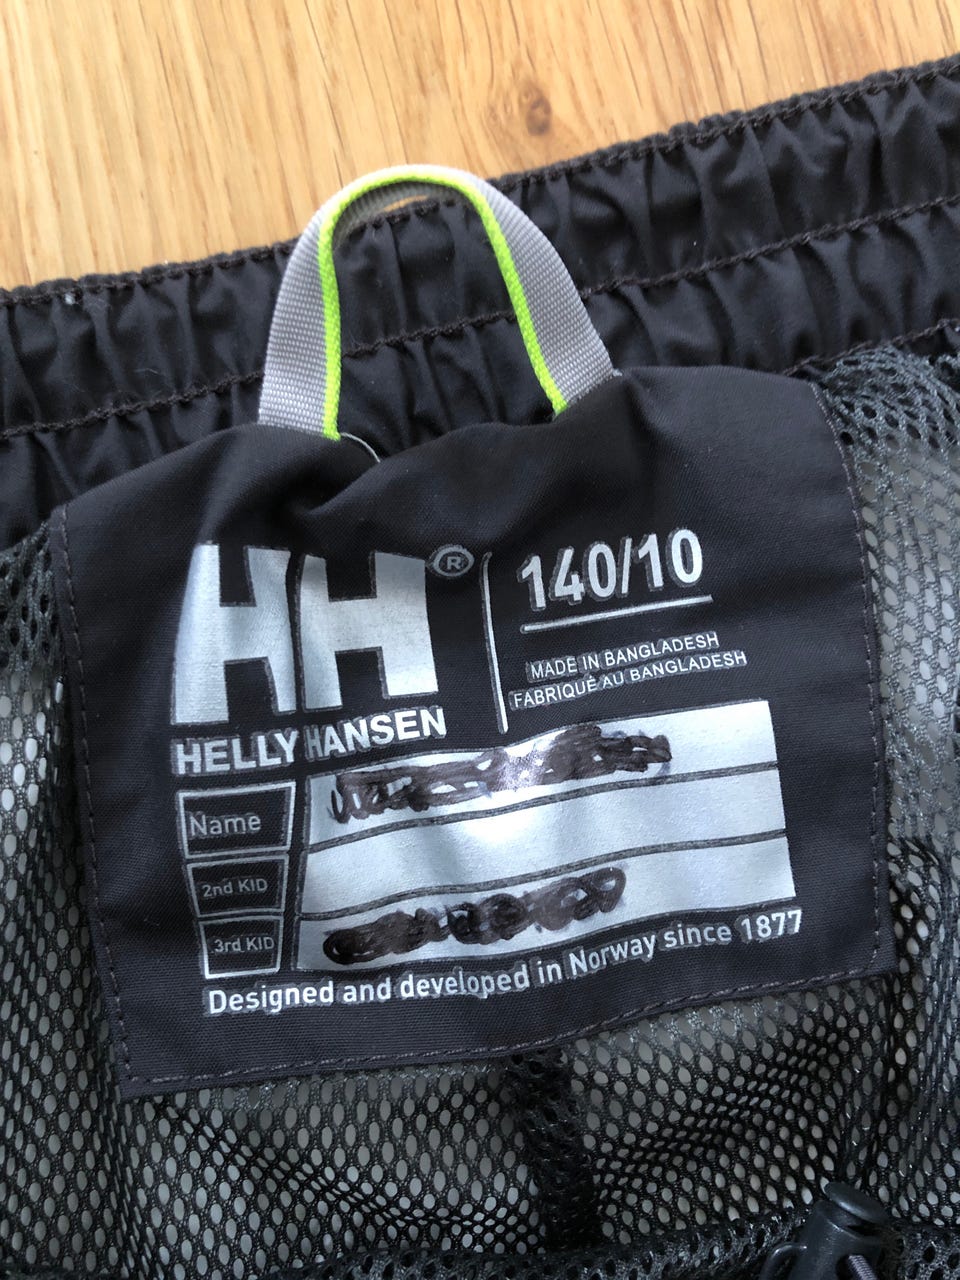 HH®
HELLY HANSEN
140/10
MADE IN BANGLADESH
FABRIQUÉ AU BANGLADESH
Name
2nd KID
3rd KID
Designed and developed in Norway since 1877